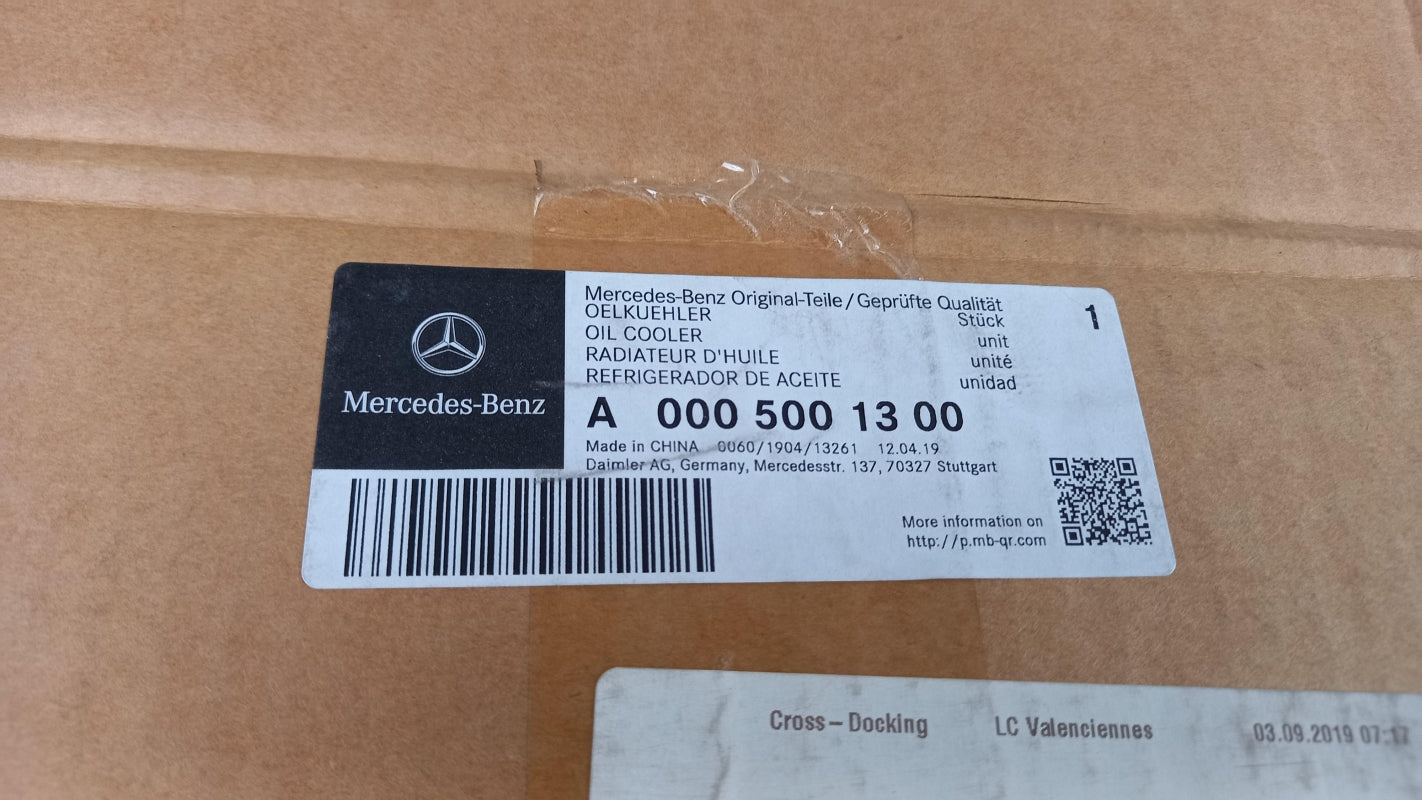 Mercedes-Benz
Mercedes-Benz Original-Teile/Geprüfte Qualität
OELKUEHLER Stück 1
OIL COOLER unit
RADIATEUR D'HUILE unité
REFRIGERADOR DE ACEITE unidad
A 000 500 13 00
Made in CHINA 0060/1904/13261 12.04.19
Daimler AG, Germany, Mercedesstr. 137, 70327 Stuttgart
More information on
http://p.mb-qr.com
Cross-Docking LC Valenciennes 03.09.2019 07:17